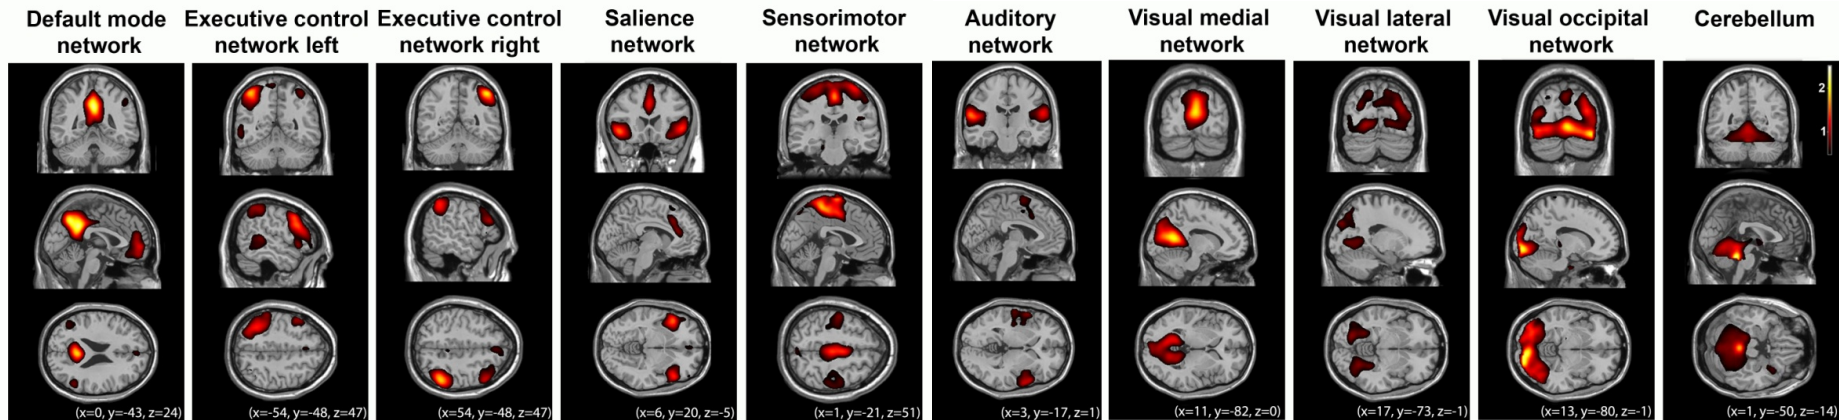 Default mode
network
Executive control
network left
Executive control
network right
Salience
network
Sensorimotor
network
Auditory
network
Visual medial
network
Visual lateral
network
Visual occipital
network
Cerebellum
2
1
(x=0, y=-43, z=24)
(x=-54, y=-48, z=47)
(x=54, y=-48, z=47)
(x=6, y=20, z=-5)
(x=1, y=-21, z=51)
(x=3, y=-17, z=1)
(x=11, y=-82, z=0)
(x=17, y=-73, z=-1)
(x=13, y=-80, z=-1)
(x=1, y=-50, z=-14)